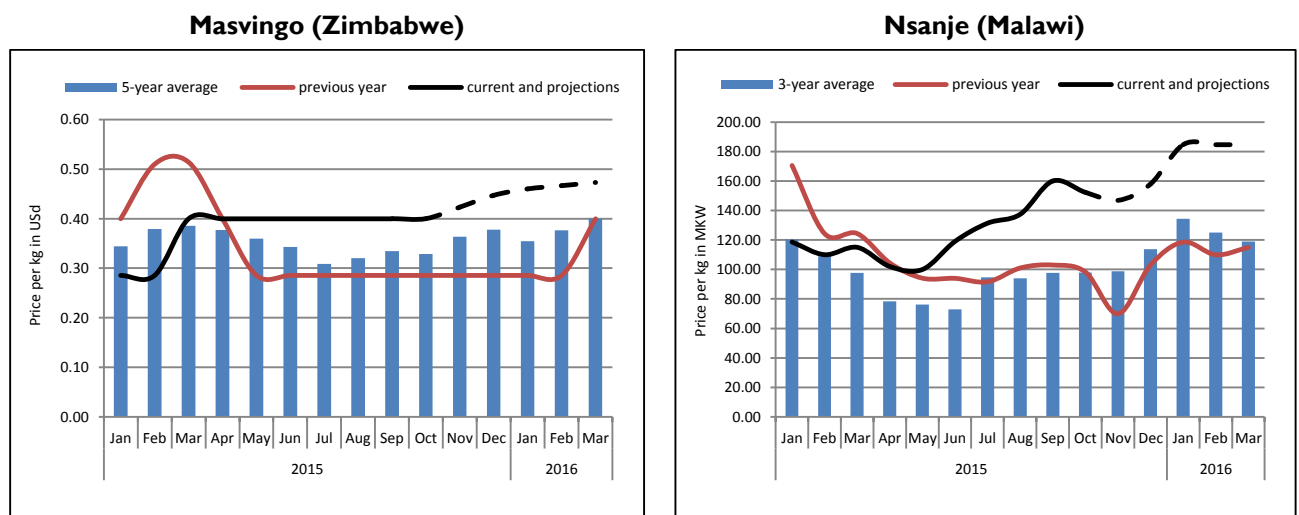 Masvingo (Zimbabwe)
5-year average previous year current and projections
0.60
0.50
0.40
0.30
0.20
0.10
0.00
Price per kg in USd
Jan Feb Mar Apr May Jun Jul Aug Sep Oct Nov Dec Jan Feb Mar
2015 2016
Nsanje (Malawi)
3-year average previous year current and projections
200.00
180.00
160.00
140.00
120.00
100.00
80.00
60.00
40.00
20.00
0.00
Price per kg in MKW
Jan Feb Mar Apr May Jun Jul Aug Sep Oct Nov Dec Jan Feb Mar
2015 2016